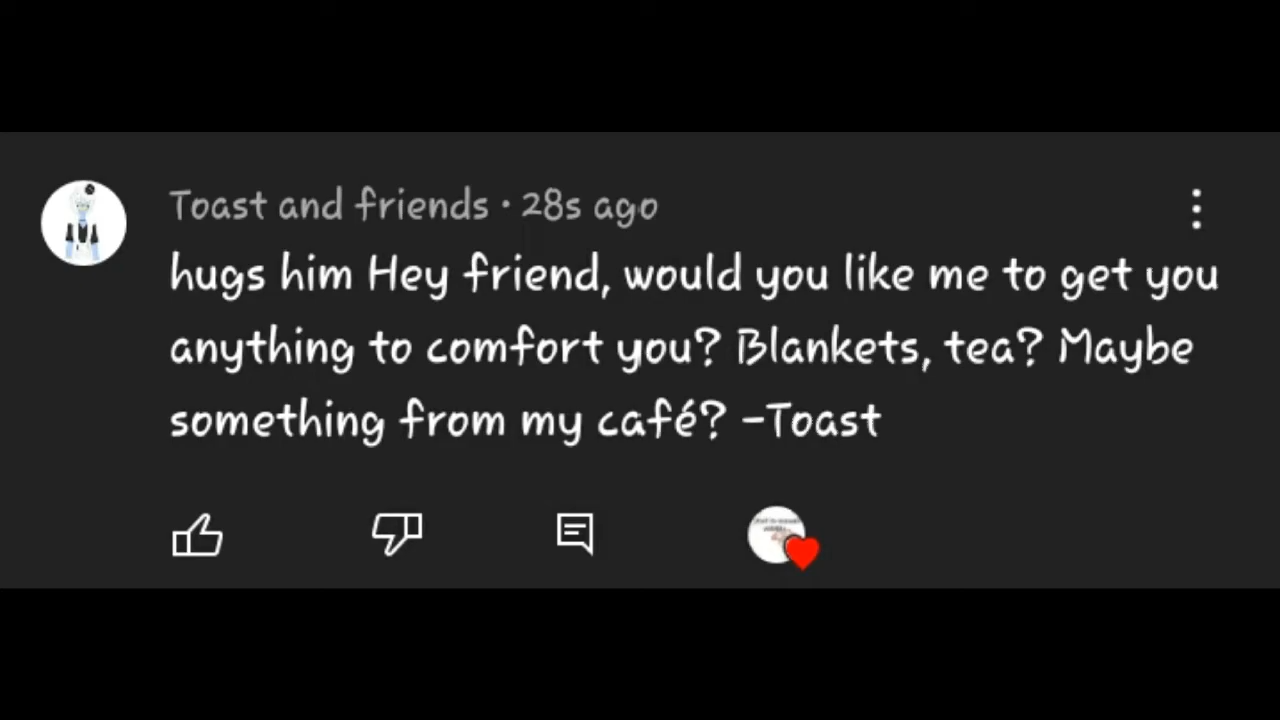 Toast and friends • 28s ago
hugs him Hey friend, would you like me to get you
anything to comfort you? Blankets, tea? Maybe
something from my café? -Toast